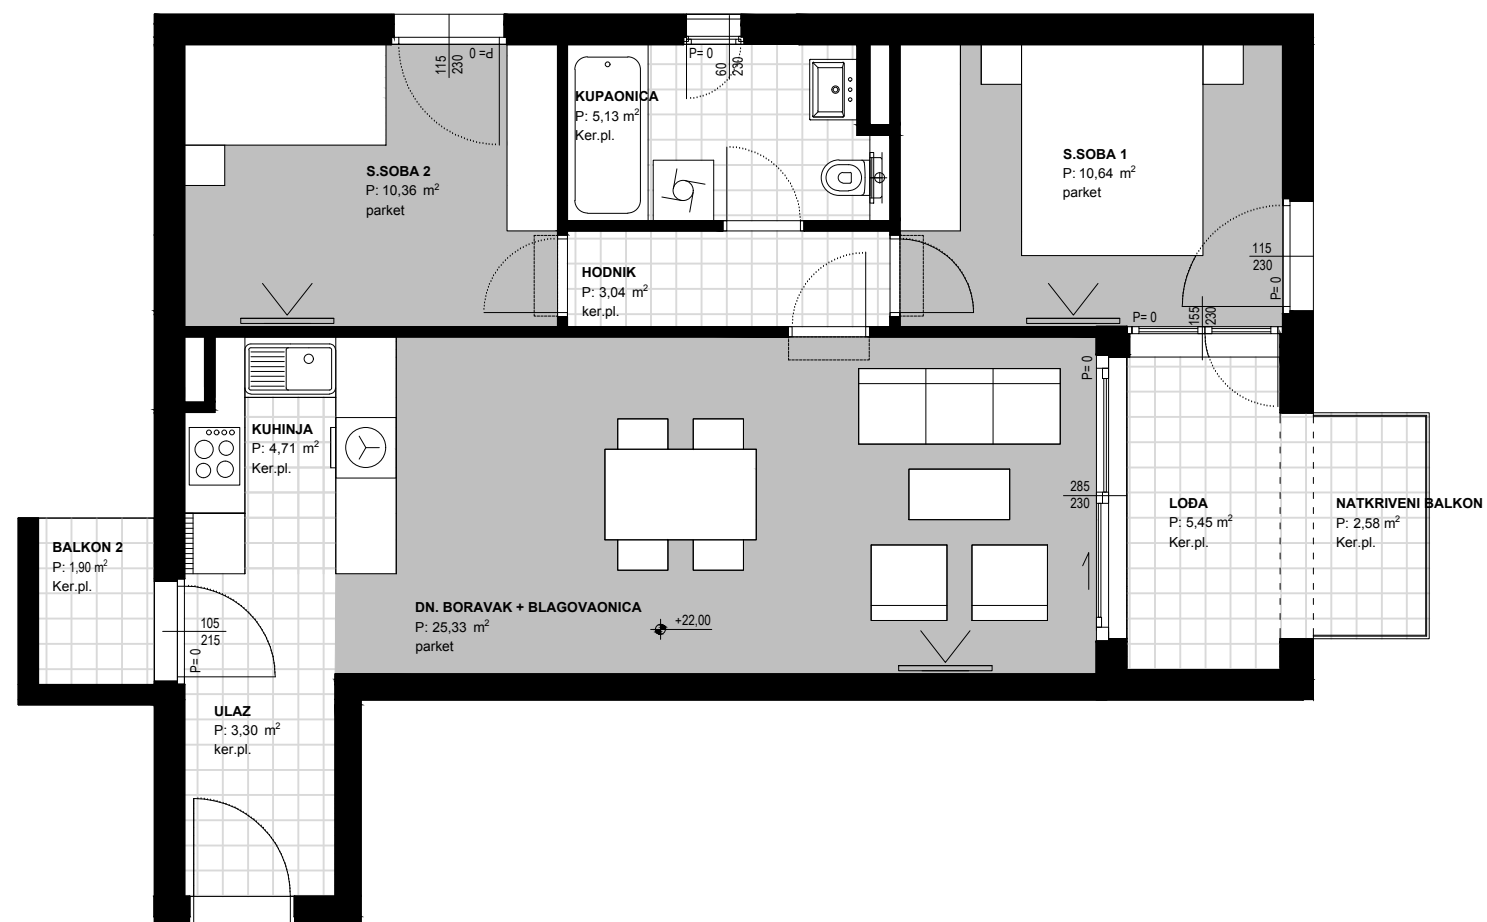 115
230
P= 0
P= 0
60
230
KUPAONICA
P: 5,13 m²
Ker.pl.
S.SOBA 2
P: 10,36 m²
parket
S.SOBA 1
P: 10,64 m²
parket
115
230
P= 0
HODNIK
P: 3,04 m²
ker.pl.
P= 0
155
230
P= 0
KUHINJA
P: 4,71 m²
Ker.pl.
285
230
LOĐA
P: 5,45 m²
Ker.pl.
NATKRIVENI BALKON
P: 2,58 m²
Ker.pl.
BALKON 2
P: 1,90 m²
Ker.pl.
105
215
P= 0
DN. BORAVAK + BLAGOVAONICA
P: 25,33 m²
parket
+22,00
ULAZ
P: 3,30 m²
ker.pl.